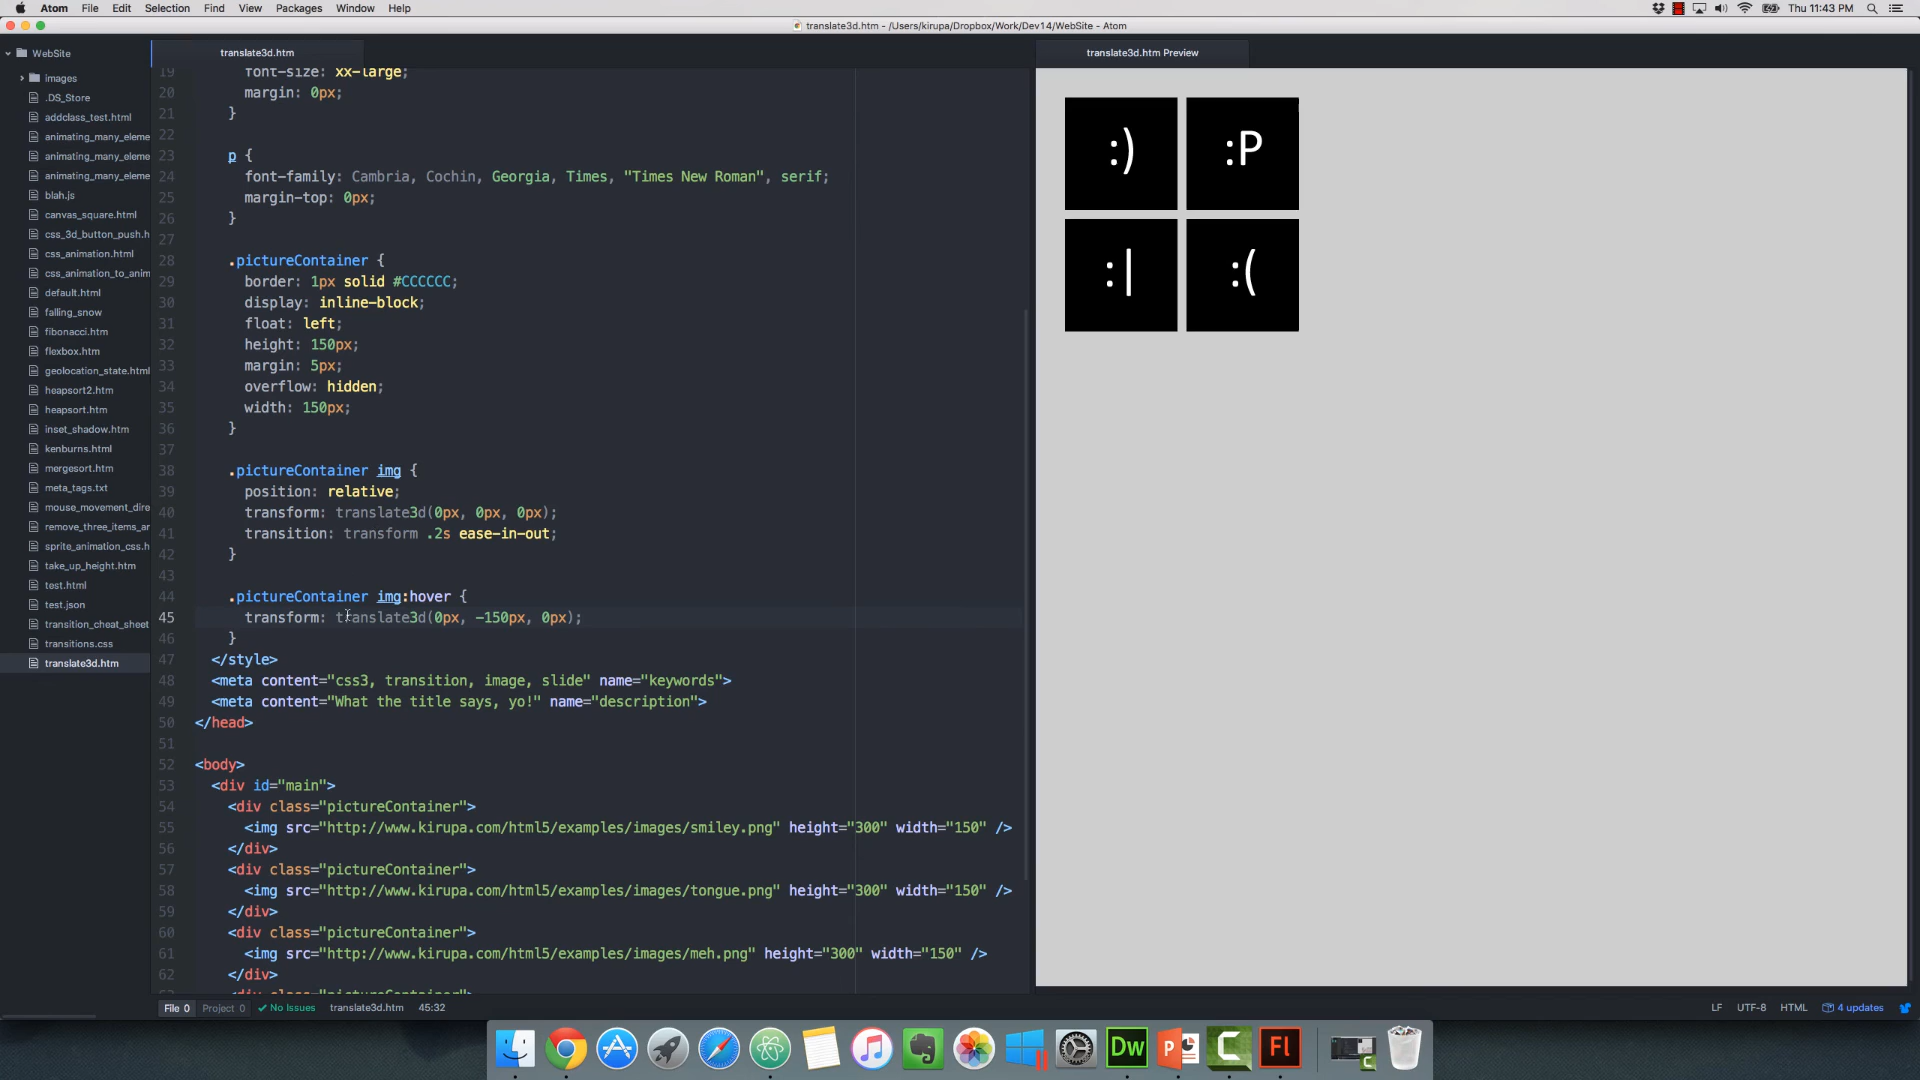 Atom File Edit View Selection Find View Packages Window Help
Thu 11:43 PM
translate3d.htm - /Users/kirupa/Dropbox/Work/Dev14/WebSite - Atom
WebSite
images
.DS_Store
addclass_test.html
animating_many_eleme
animating_many_eleme
animating_many_eleme
blah.js
canvas_square.html
css_3d_button_push.h
css_animation.html
css_animation_to_anim
default.html
falling_snow
fibonacci.htm
flexbox.htm
geolocation_state.html
heapsort2.htm
heapsort.htm
inset_shadow.htm
kenburns.html
mergesort.htm
meta_tags.txt
mouse_movement_dire
remove_three_items_ar
sprite_animation_css.h
take_up_height.htm
test.html
test.json
transition_cheat_sheet
transitions.css
translate3d.htm
translate3d.htm
19 font-size: xx-large;
20 margin: 0px;
21 }
22
23 p {
24 font-family: Cambria, Cochin, Georgia, Times, "Times New Roman", serif;
25 margin-top: 0px;
26 }
27
28 .pictureContainer {
29 border: 1px solid #CCCCCC;
30 display: inline-block;
31 float: left;
32 height: 150px;
33 margin: 5px;
34 overflow: hidden;
35 width: 150px;
36 }
37
38 .pictureContainer img {
39 position: relative;
40 transform: translate3d(0px, 0px, 0px);
41 transition: transform .2s ease-in-out;
42 }
43
44 .pictureContainer img:hover {
45 transform: translate3d(0px, -150px, 0px);
46 }
47 </style>
48 <meta content="css3, transition, image, slide" name="keywords">
49 <meta content="What the title says, yo!" name="description">
50 </head>
51
52 <body>
53 <div id="main">
54 <div class="pictureContainer">
55 <img src="http://www.kirupa.com/html5/examples/images/smiley.png" height="300" width="150" />
56 </div>
57 <div class="pictureContainer">
58 <img src="http://www.kirupa.com/html5/examples/images/tongue.png" height="300" width="150" />
59 </div>
60 <div class="pictureContainer">
61 <img src="http://www.kirupa.com/html5/examples/images/meh.png" height="300" width="150" />
62 </div>
translate3d.htm Preview
:) :P
:| :(
File 0 Project 0 No Issues translate3d.htm 45:32
LF UTF-8 HTML 4 updates
Dw P C Fl